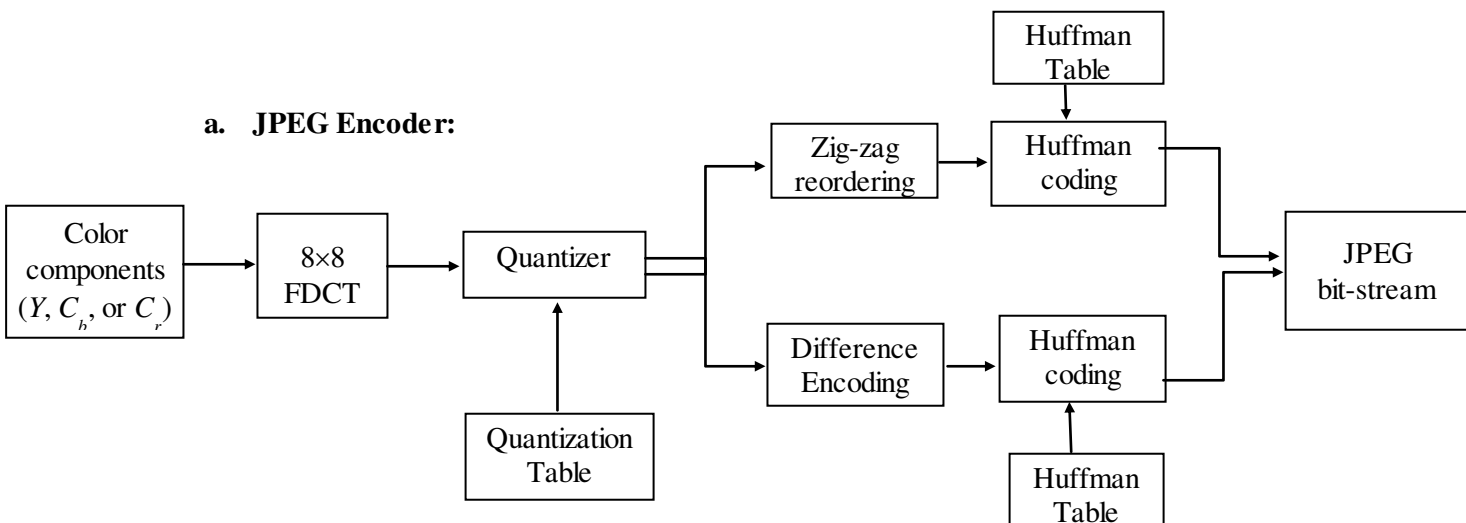 Huffman
Table
a. JPEG Encoder:
Zig-zag
reordering
Huffman
coding
Color
components
(Y, C_b, or C_r)
8×8
FDCT
Quantizer
JPEG
bit-stream
Difference
Encoding
Huffman
coding
Quantization
Table
Huffman
Table